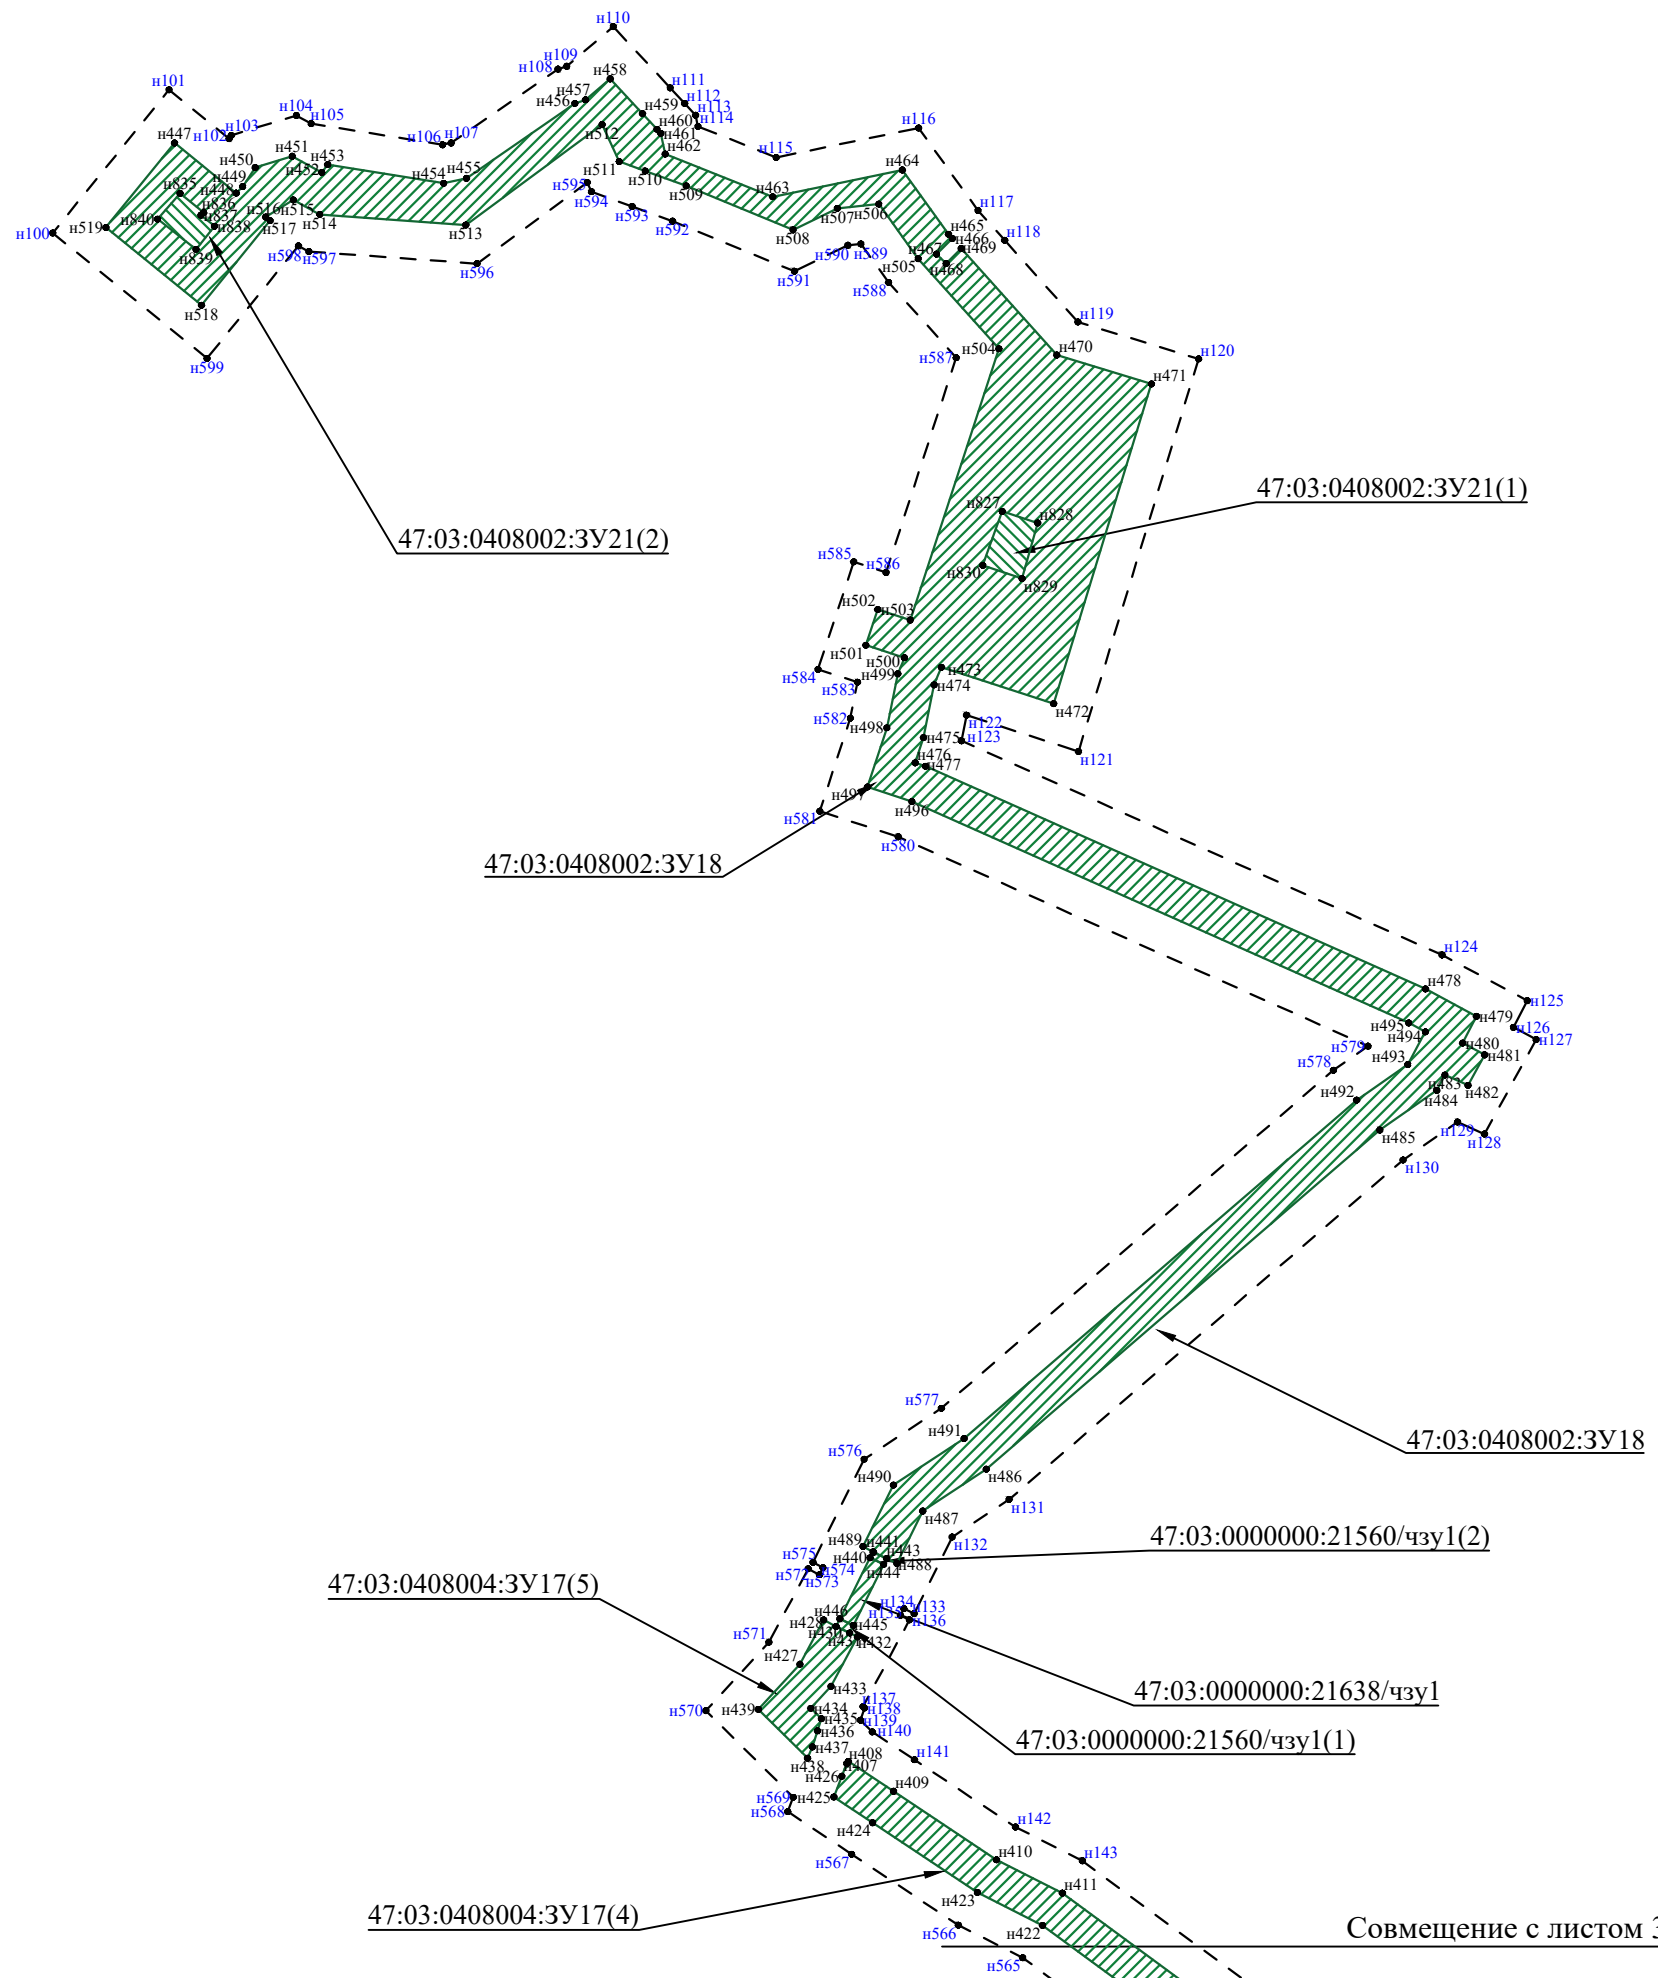 н110
н109
н108
н458
н101
н111
н457
н112
н456
н104
н113
н459
н105
н114
н116
н103
н102
н460
н106
н107
н512
н461
н447
н451
н453
н462
н115
н450
н452
н455
н511
н464
н454
н510
н449
н448
н595
н509
н463
н835
н594
н117
н836
н516
н515
н593
н507
н506
н840
н837
н514
н592
н519
н838
н517
н513
н508
н465
н100
н466
н118
н839
н598
н597
н590
н589
н467
н469
н596
н591
н505
н468
н588
н518
н119
н599
н504
н470
н587
н120
н471
47:03:0408002:ЗУ21(1)
н827
н828
47:03:0408002:ЗУ21(2)
н585
н586
н830
н829
н502
н503
н501
н500
н499
н473
н584
н583
н474
н472
н582
н498
н122
н475
н123
н476
н121
н477
н497
н496
н581
н580
47:03:0408002:ЗУ18
н124
н478
н125
н479
н495
н126
н494
н127
н579
н480
н493
н481
н578
н483
н482
н492
н484
н485
н129
н128
н130
н577
н491
47:03:0408002:ЗУ18
н576
н490
н486
н131
н487
н132
47:03:0000000:21560/чзу1(2)
н489
н441
н575
н440
н443
н574
н488
н572
н444
н573
47:03:0408004:ЗУ17(5)
н134
н446
н133
н135
н428
н136
н445
н430
н431
н432
н571
н427
н433
47:03:0000000:21638/чзу1
н137
н570
н439
н434
н138
н435
н139
н436
н140
47:03:0000000:21560/чзу1(1)
н437
н408
н438
н407
н141
н426
н409
н569
н425
н568
н424
н142
н567
н410
н143
н411
н423
47:03:0408004:ЗУ17(4)
н566
н422
Совмещение с листом 3
н565